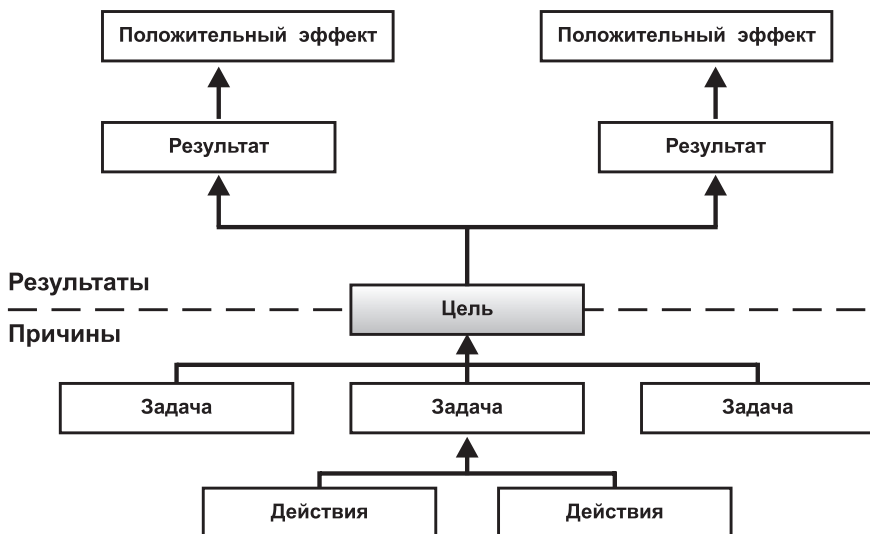 Положительный эффект
Положительный эффект
Результат
Результат
Результаты
Цель
Причины
Задача
Задача
Задача
Действия
Действия